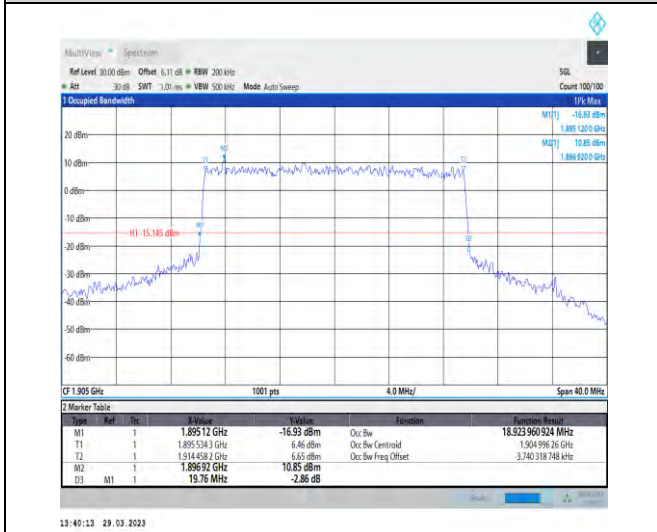 MultiView Spectrum
Ref Level 30.00 dBm Offset 6.11 dB RBW 200 kHz SGL
Att 30 dB SWT 1.01 ms VBW 500 kHz Mode Auto Sweep Count 100/100
1 Occupied Bandwidth 1Pk Max
M1[1] -16.93 dBm
1.895 120 0 GHz
M2[1] 10.85 dBm
1.896 920 0 GHz
20 dBm
M2
T1 T2
10 dBm
0 dBm
-10 dBm
M1
H1 -15.145 dBm
D3
-20 dBm
-30 dBm
-40 dBm
-50 dBm
-60 dBm
CF 1.905 GHz 1001 pts 4.0 MHz/ Span 40.0 MHz
2 Marker Table
Type Ref Trc X-Value Y-Value Function Function Result
M1 1 1.895 12 GHz -16.93 dBm Occ Bw 18.923 960 924 MHz
T1 1 1.895 534 3 GHz 6.46 dBm Occ Bw Centroid 1.904 996 26 GHz
T2 1 1.914 458 2 GHz 6.65 dBm Occ Bw Freq Offset -3.740 318 748 kHz
M2 1 1.896 92 GHz 10.85 dBm
D3 M1 1 19.76 MHz -2.86 dB
13:40:13 29.03.2023